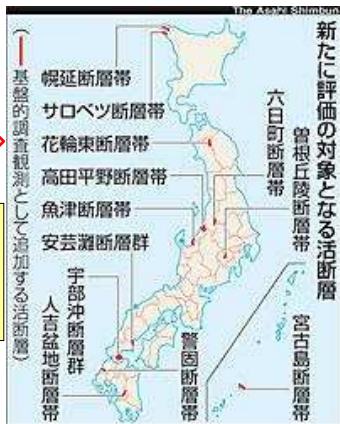 The Asahi Shimbun
新たに評価の対象となる活断層
幌延断層帯
サロベツ断層帯
花輪東断層帯
高田平野断層帯
魚津断層帯
安芸灘断層群
宇部沖断層群
人吉盆地断層帯
六日町断層帯
曽根丘陵断層帯
警固断層帯
宮古島断層帯
(━━基盤的調査観測として追加する活断層)